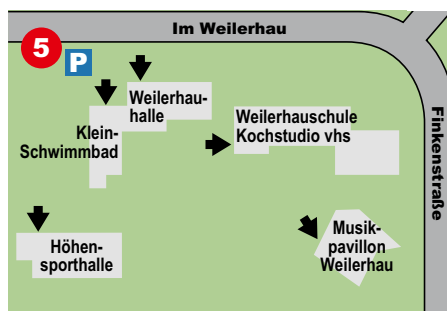 Im Weilerhau
5
P
Weilerhau-
halle
Klein-
Schwimmbad
Weilerhauschule
Kochstudio vhs
Finkenstraße
Höhen-
sporthalle
Musik-
pavillon
Weilerhau